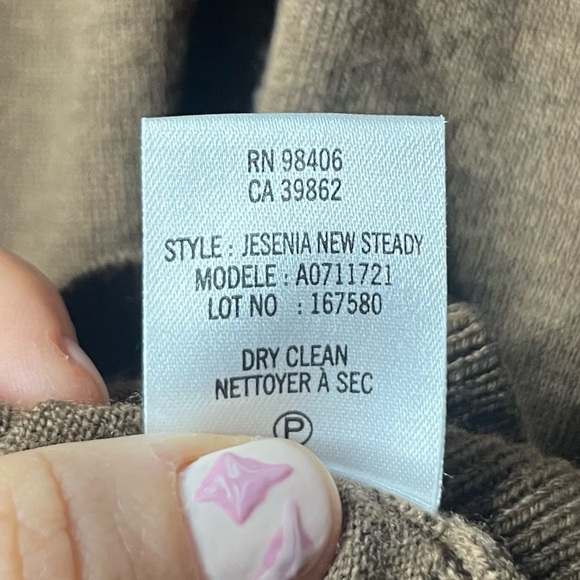 RN 98406
CA 39862
STYLE : JESENIA NEW STEADY
MODELE : A0711721
LOT NO : 167580
DRY CLEAN
NETTOYER À SEC
P